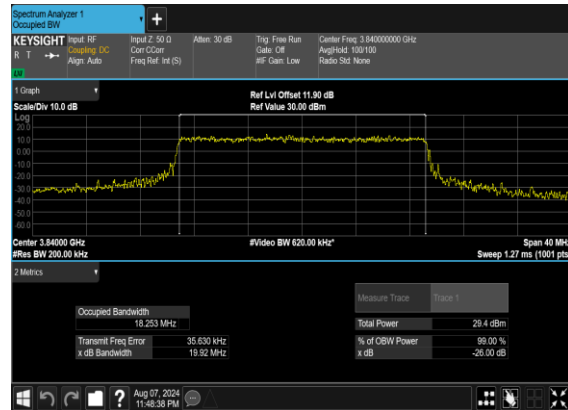 Spectrum Analyzer 1
Occupied BW
+
KEYSIGHT Input: RF Input Z: 50 Ω Atten: 30 dB Trig: Free Run Center Freq: 3.840000000 GHz
R T Coupling: DC Corr CCorr Gate: Off Avg|Hold: 100/100
Align: Auto Freq Ref: Int (S) #IF Gain: Low Radio Std: None
LW
1 Graph
Ref Lvl Offset 11.90 dB
Scale/Div 10.0 dB Ref Value 30.00 dBm
Log
20.0
10.0
0.00
-10.0
-20.0
-30.0
-40.0
-50.0
-60.0
Center 3.84000 GHz #Video BW 620.00 kHz* Span 40 MHz
#Res BW 200.00 kHz Sweep 1.27 ms (1001 pts
2 Metrics
Measure Trace Trace 1
Occupied Bandwidth
18.253 MHz Total Power 29.4 dBm
Transmit Freq Error 35.630 kHz % of OBW Power 99.00 %
x dB Bandwidth 19.92 MHz x dB -26.00 dB
? Aug 07, 2024
11:48:38 PM